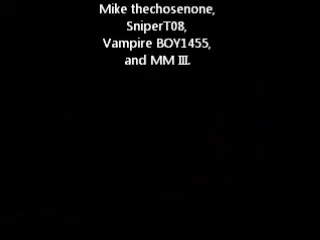 Mike thechosenone,
SniperT08,
Vampire BOY1455,
and MM III.